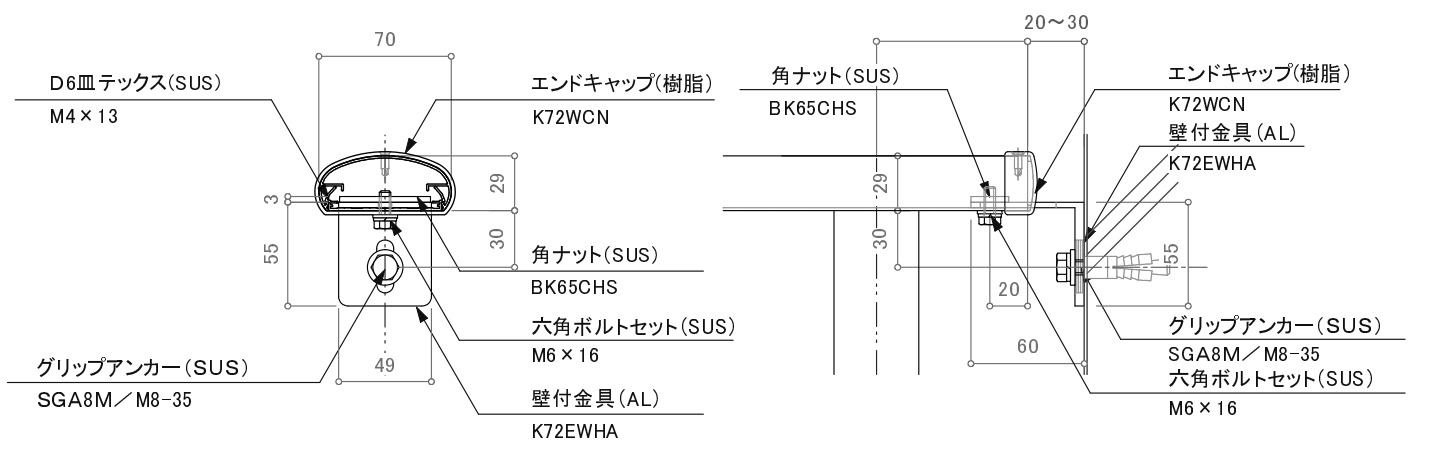 70
D6皿テックス(SUS)
M4×13
エンドキャップ(樹脂)
K72WCN
3
55
29
30
角ナット(SUS)
BK65CHS
六角ボルトセット(SUS)
M6×16
グリップアンカー(SUS)
SGA8M／M8-35
49
壁付金具(AL)
K72EWHA
20～30
角ナット(SUS)
BK65CHS
エンドキャップ(樹脂)
K72WCN
壁付金具(AL)
K72EWHA
29
30
55
20
60
グリップアンカー(SUS)
SGA8M／M8-35
六角ボルトセット(SUS)
M6×16